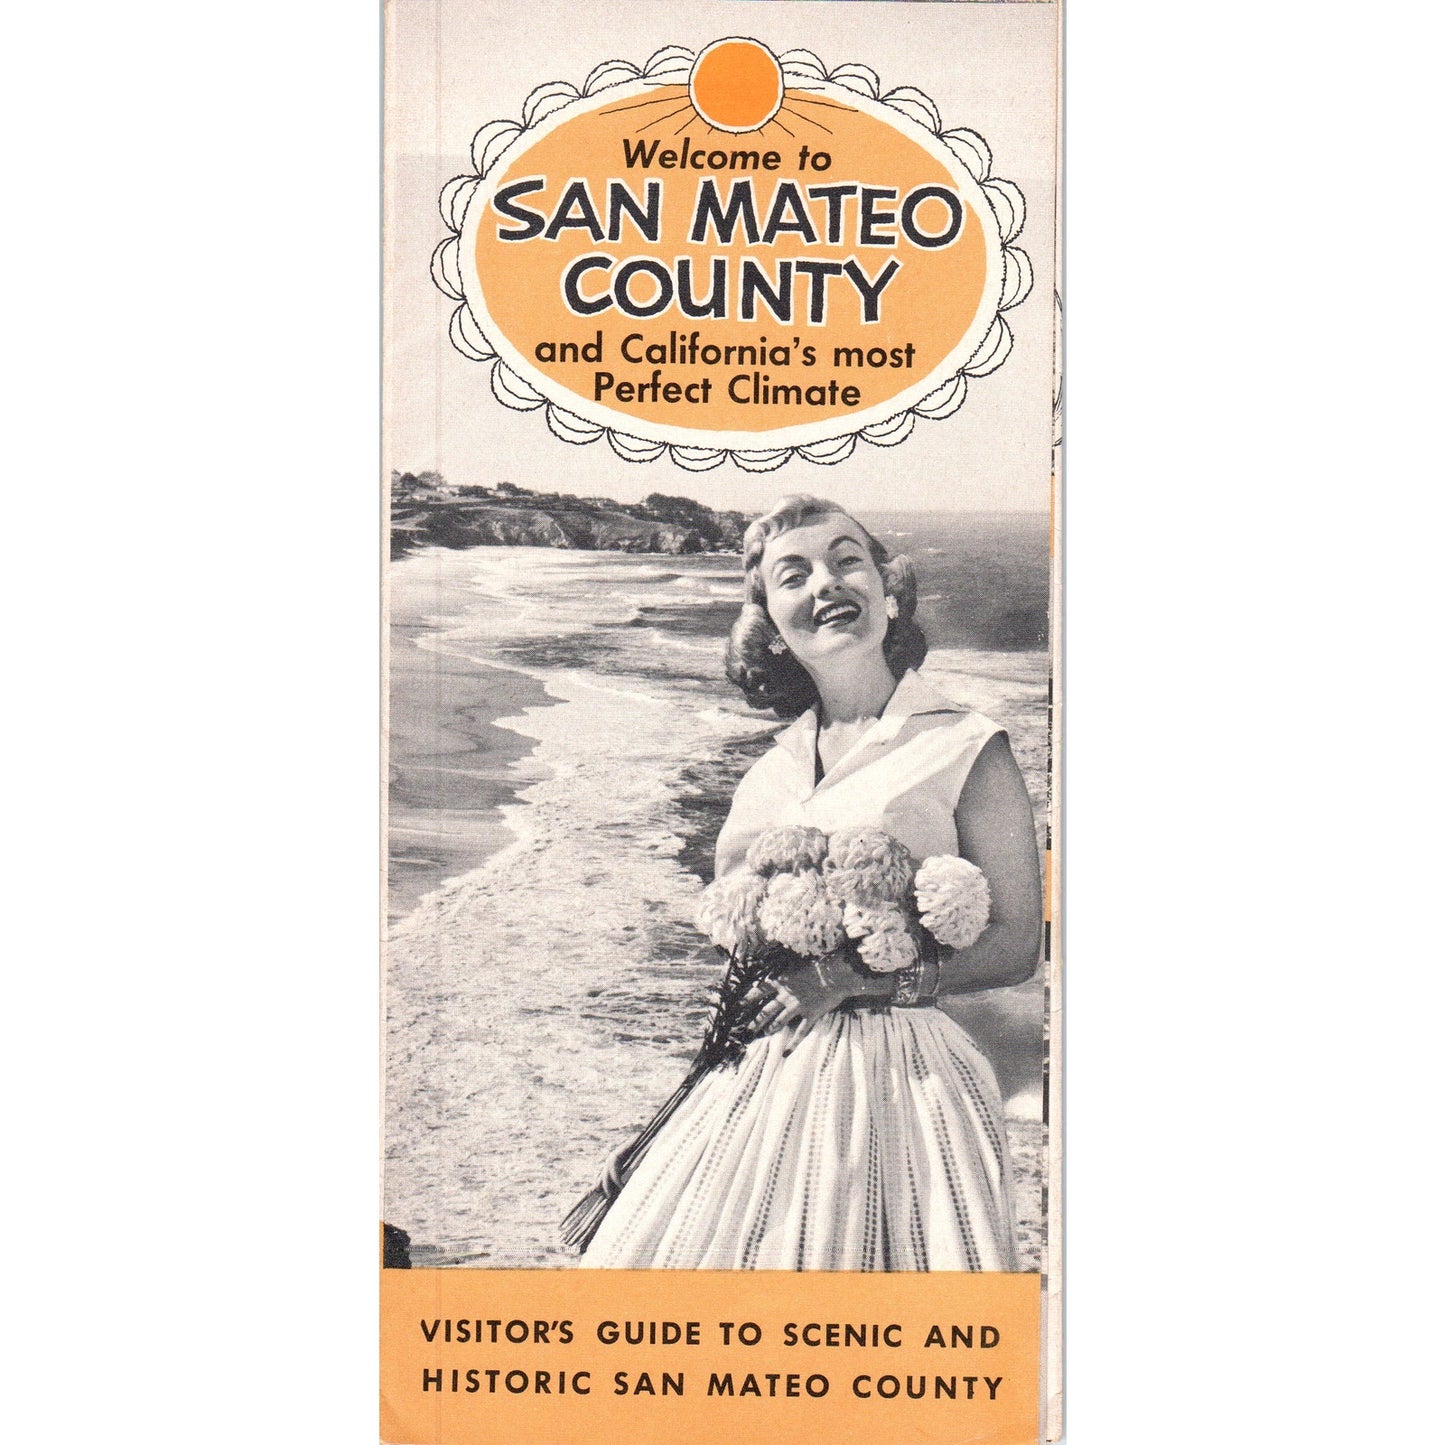 Welcome to
SAN MATEO
COUNTY
and California's most
Perfect Climate
VISITOR'S GUIDE TO SCENIC AND
HISTORIC SAN MATEO COUNTY